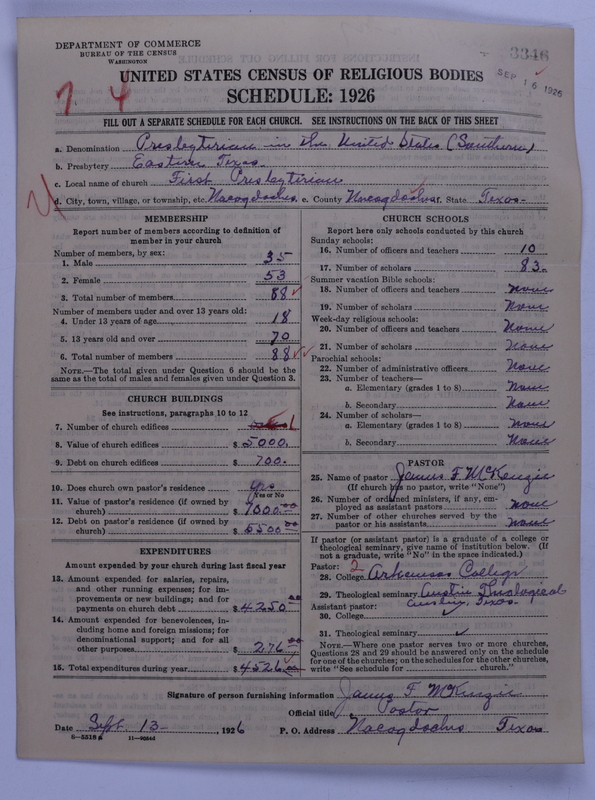 DEPARTMENT OF COMMERCE
BUREAU OF THE CENSUS
WASHINGTON
3346
SEP 16 1926
UNITED STATES CENSUS OF RELIGIOUS BODIES
SCHEDULE: 1926
7. 4
FILL OUT A SEPARATE SCHEDULE FOR EACH CHURCH. SEE INSTRUCTIONS ON THE BACK OF THIS SHEET
a. Denomination Presbyterian in the United States (Southern)
b. Presbytery Eastern Texas
c. Local name of church First Presbyterian
d. City, town, village, or township, etc. Nacogdoches e. County Nacogdoches f. State Texas-
MEMBERSHIP
Report number of members according to definition of
member in your church
Number of members, by sex:
1. Male 35
2. Female 53
3. Total number of members 88
Number of members under and over 13 years old:
4. Under 13 years of age 18
5. 13 years old and over 70
6. Total number of members 88
NOTE.—The total given under Question 6 should be
same as the total of males and females given under Question 3.
CHURCH BUILDINGS
See instructions, paragraphs 10 to 12
7. Number of church edifices 1
8. Value of church edifices $ 5000.
9. Debt on church edifices $ 700.
10. Does church own pastor's residence Yes
Yes or No
11. Value of pastor's residence (if owned by
church) $ 7000.00
12. Debt on pastor's residence (if owned by
church) $ 5500.00
EXPENDITURES
Amount expended by your church during last fiscal year
13. Amount expended for salaries, repairs,
and other running expenses; for im-
provements or new buildings; and for
payments on church debt $ 4250.00
14. Amount expended for benevolences, in-
cluding home and foreign missions; for
denominational support; and for all
other purposes $ 276.00
15. Total expenditures during year $ 4526.00
CHURCH SCHOOLS
Report here only schools conducted by this church
Sunday schools:
16. Number of officers and teachers 10
17. Number of scholars 83-
Summer vacation Bible schools:
18. Number of officers and teachers None
19. Number of scholars None
Week-day religious schools:
20. Number of officers and teachers None
21. Number of scholars None
Parochial schools:
22. Number of administrative officers None
23. Number of teachers—
a. Elementary (grades 1 to 8) None
b. Secondary None
24. Number of scholars—
a. Elementary (grades 1 to 8) None
b. Secondary None
PASTOR
25. Name of pastor James F McKenzie
(If church has no pastor, write "None")
26. Number of ordained ministers, if any, em-
ployed as assistant pastors None
27. Number of other churches served by the
pastor or his assistants None
If pastor (or assistant pastor) is a graduate of a college or
theological seminary, give name of institution below. (If
not a graduate, write "No" in the space indicated.)
Pastor: 2
28. College Arkansas College
29. Theological seminary Austin Theological
Austin, Texas.
Assistant pastor:
30. College
31. Theological seminary
NOTE.—Where one pastor serves two or more churches,
Questions 28 and 29 should be answered only on the schedule
for one of the churches; on the schedules for the other churches,
write "See schedule for church."
Signature of person furnishing information James F McKenzie
Official title Pastor
Date Sept 13 , 1926 P. O. Address Nacogdoches Texas